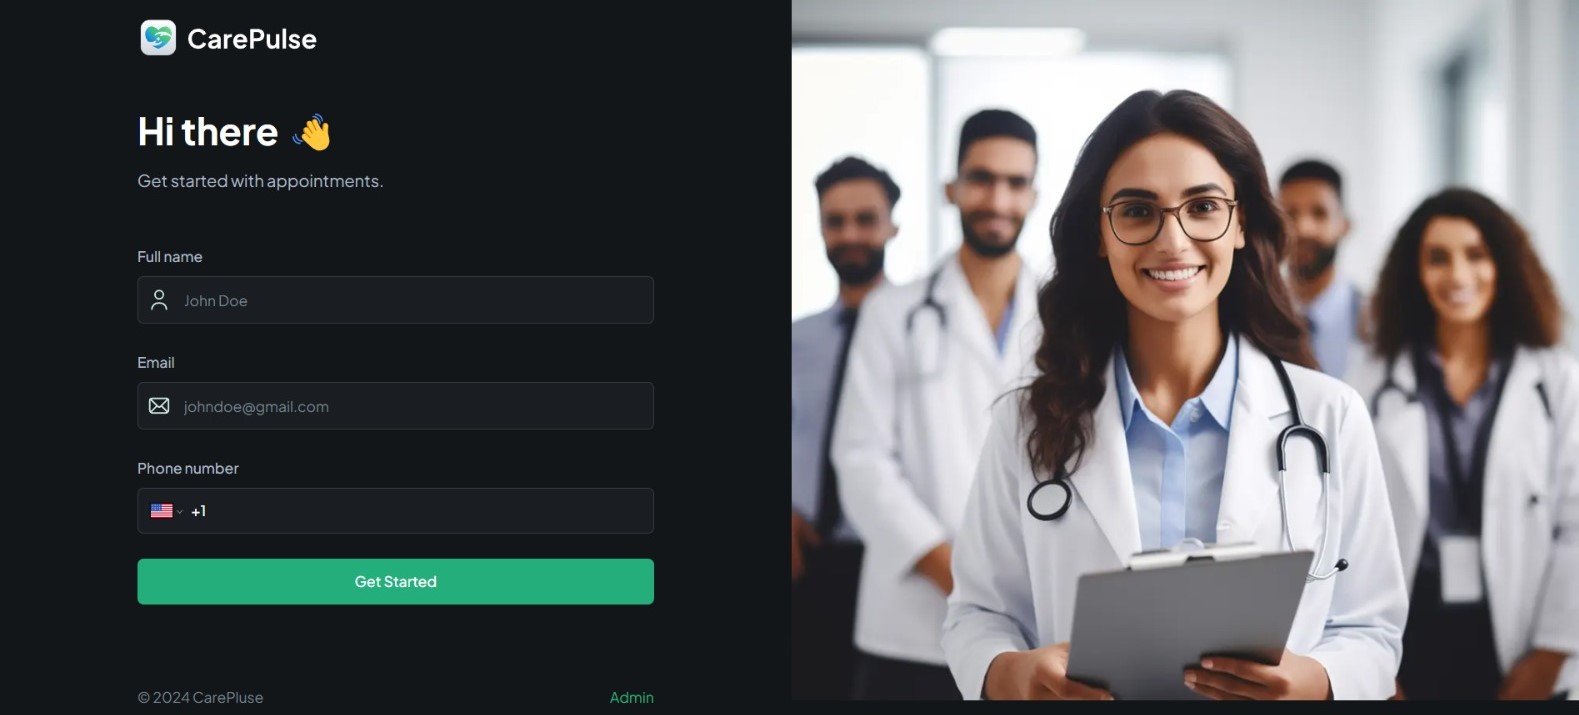 CarePulse
Hi there 👋
Get started with appointments.
Full name
John Doe
Email
johndoe@gmail.com
Phone number
+1
Get Started
© 2024 CarePluse
Admin